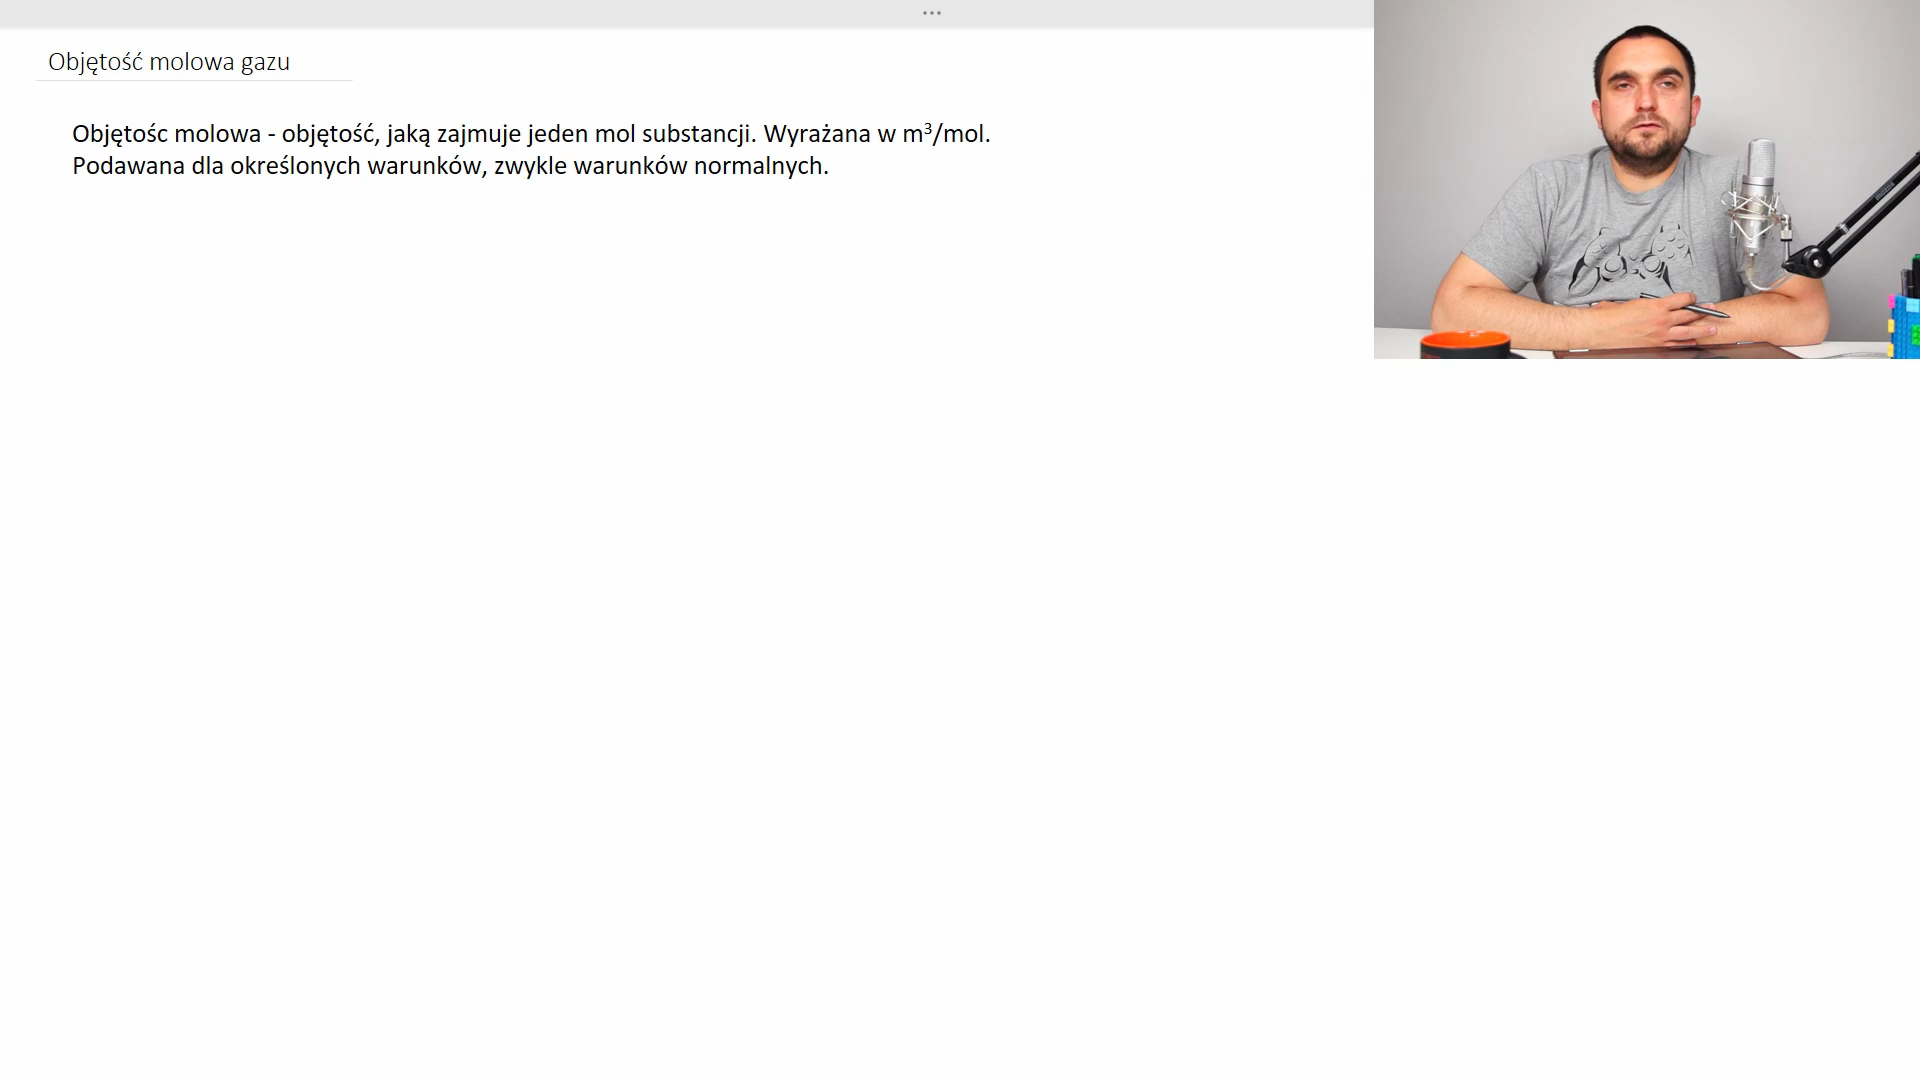 Objętość molowa gazu
Objętośc molowa - objętość, jaką zajmuje jeden mol substancji. Wyrażana w m³/mol.
Podawana dla określonych warunków, zwykle warunków normalnych.